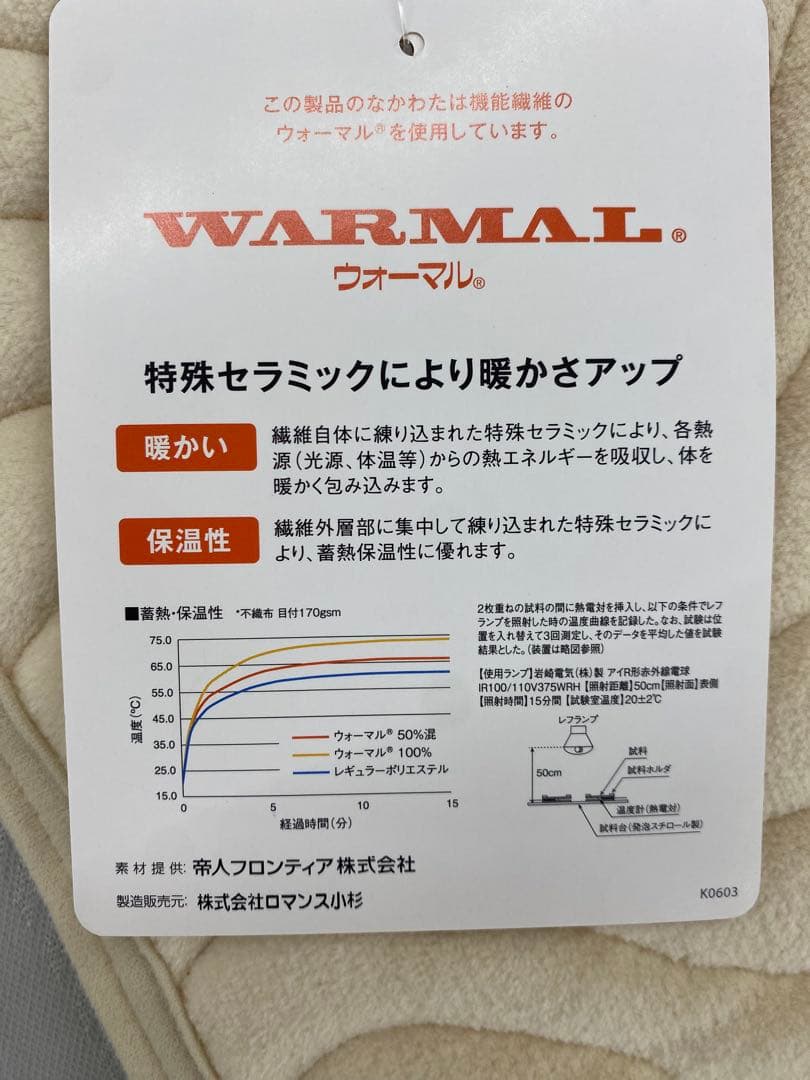 この製品のなかわたは機能繊維の
ウォーマル®を使用しています。
WARMAL®
ウォーマル®
特殊セラミックにより暖かさアップ
暖かい
繊維自体に練り込まれた特殊セラミックにより、各熱
源（光源、体温等）からの熱エネルギーを吸収し、体を
暖かく包み込みます。
保温性
繊維外層部に集中して練り込まれた特殊セラミックに
より、蓄熱保温性に優れます。
■蓄熱・保温性 *不織布 目付170gsm
75.0
65.0
55.0
45.0
35.0
25.0
15.0
温度(℃)
0 5 10 15
経過時間（分）
ウォーマル® 50%混
ウォーマル® 100%
レギュラーポリエステル
2枚重ねの試料の間に熱電対を挿入し、以下の条件でレフ
ランプを照射した時の温度曲線を記録した。なお、試験は位
置を入れ替えて3回測定し、そのデータを平均した値を試験
結果とした。（装置は略図参照）
【使用ランプ】岩崎電気（株）製 アイR形赤外線電球
IR100/110V375WRH 【照射距離】50cm【照射面】表側
【照射時間】15分間 【試験室温度】20±2℃
レフランプ
50cm
試料
試料ホルダ
温度計（熱電対）
試料台（発泡スチロール製）
素材提供: 帝人フロンティア株式会社
製造販売元: 株式会社ロマンス小杉
K0603